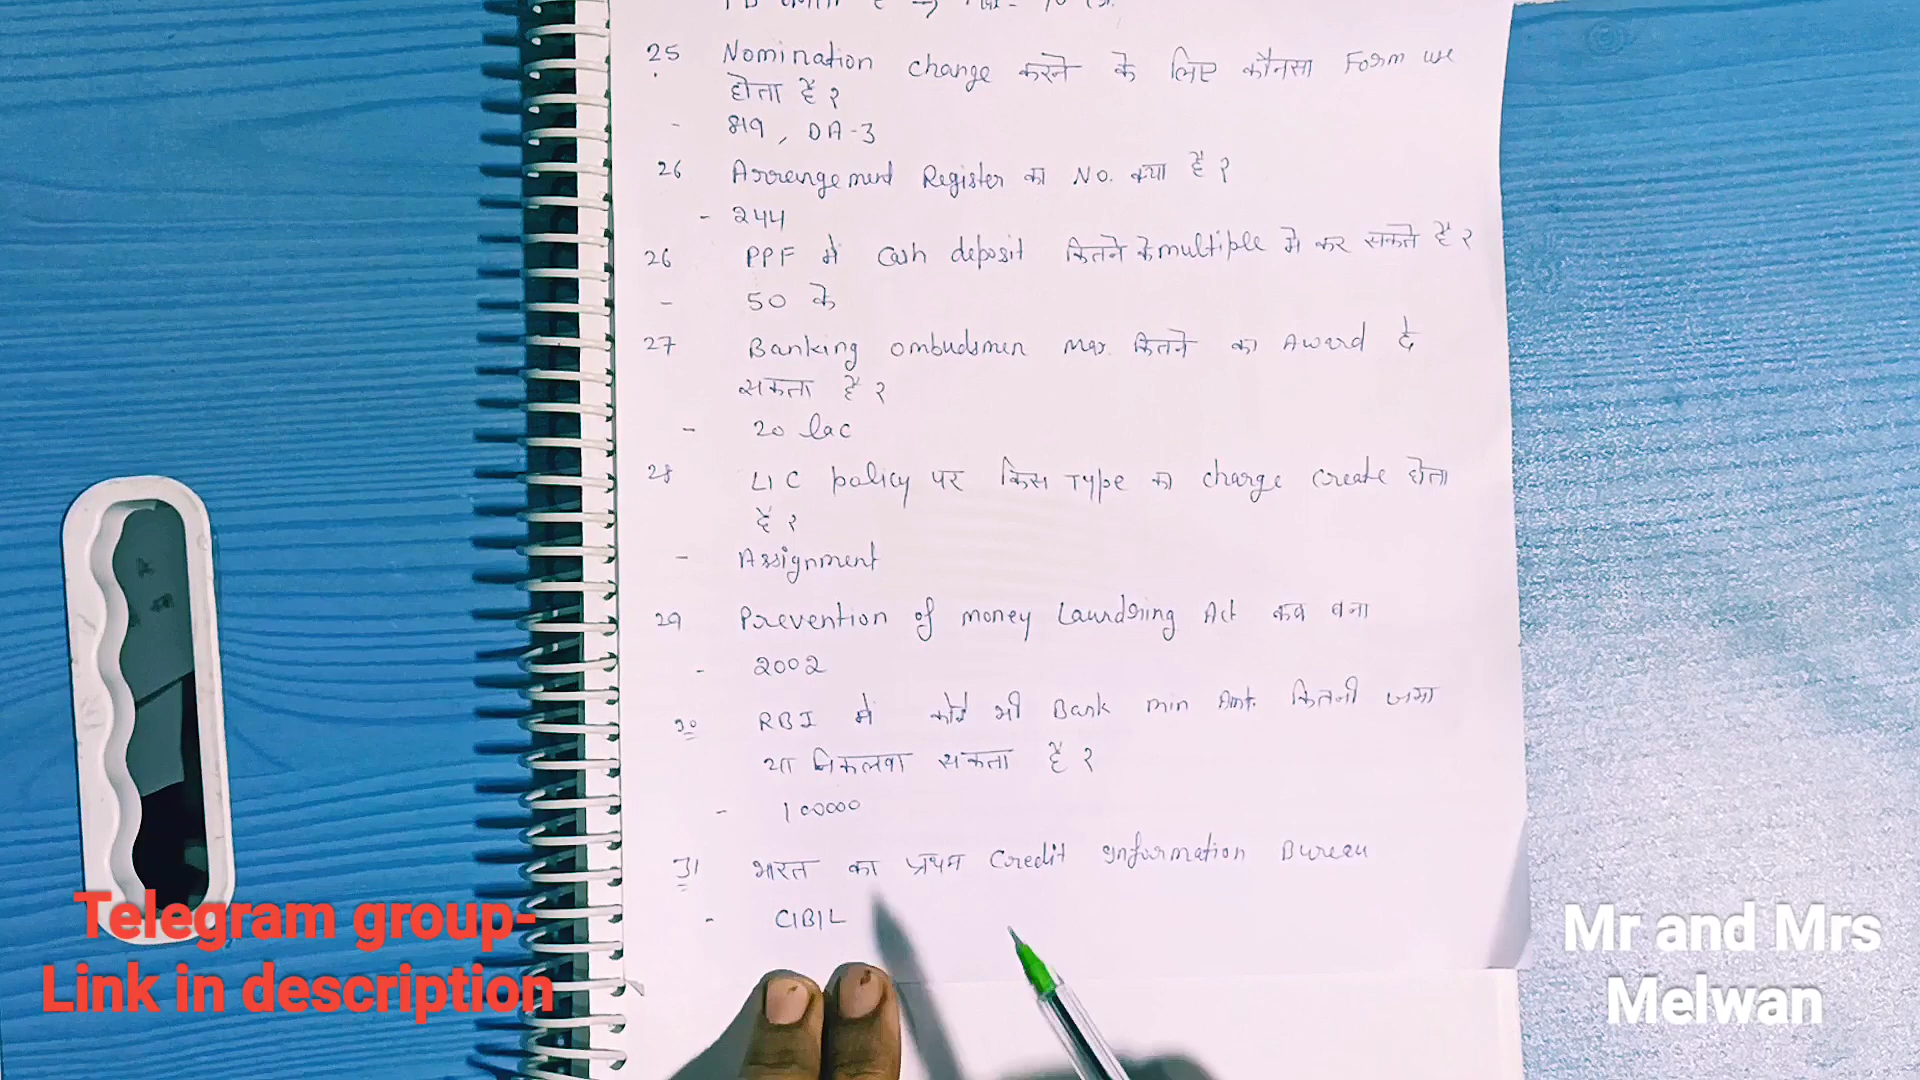 25 Nomination change करने के लिए कौनसा Form use
होता है ?
- 819, DA-3
26 Arrengement Register का No. क्या है ?
- 244
26 PPF मे Cash deposit कितने के multiple मे कर सकते है ?
- 50 के
27 Banking ombudsmen max. कितने का Award दे
सकता है ?
- 20 lac
28 LIC policy पर किस Type का charge create होता
है ?
- Assignment
29 Prevention of money Laundring Act कब बना
- 2002
30 RBI मे कोई भी Bank min Amt. कितनी जमा
या निकलवा सकता है ?
- 100000
31 भारत का प्रथम Credit Information Bureau
- CIBIL
Telegram group-
Link in description
Mr and Mrs
Melwan